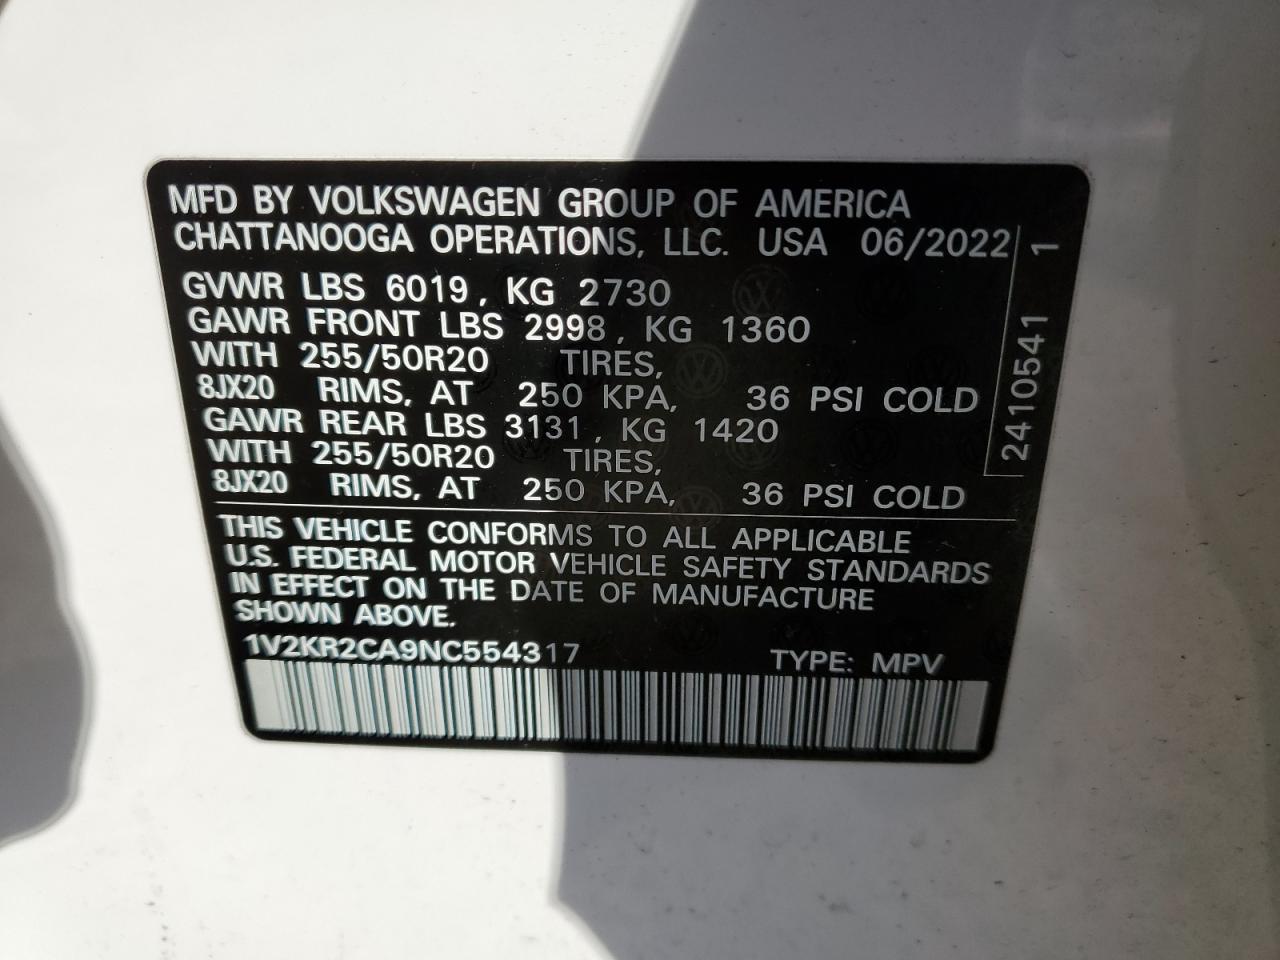 MFD BY VOLKSWAGEN GROUP OF AMERICA
CHATTANOOGA OPERATIONS, LLC. USA 06/2022
GVWR LBS 6019, KG 2730
GAWR FRONT LBS 2998, KG 1360
WITH 255/50R20 TIRES,
8JX20 RIMS, AT 250 KPA, 36 PSI COLD
GAWR REAR LBS 3131, KG 1420
WITH 255/50R20 TIRES,
8JX20 RIMS, AT 250 KPA, 36 PSI COLD
THIS VEHICLE CONFORMS TO ALL APPLICABLE
U.S. FEDERAL MOTOR VEHICLE SAFETY STANDARDS
IN EFFECT ON THE DATE OF MANUFACTURE
SHOWN ABOVE.
1V2KR2CA9NC554317 TYPE: MPV
2410541 1